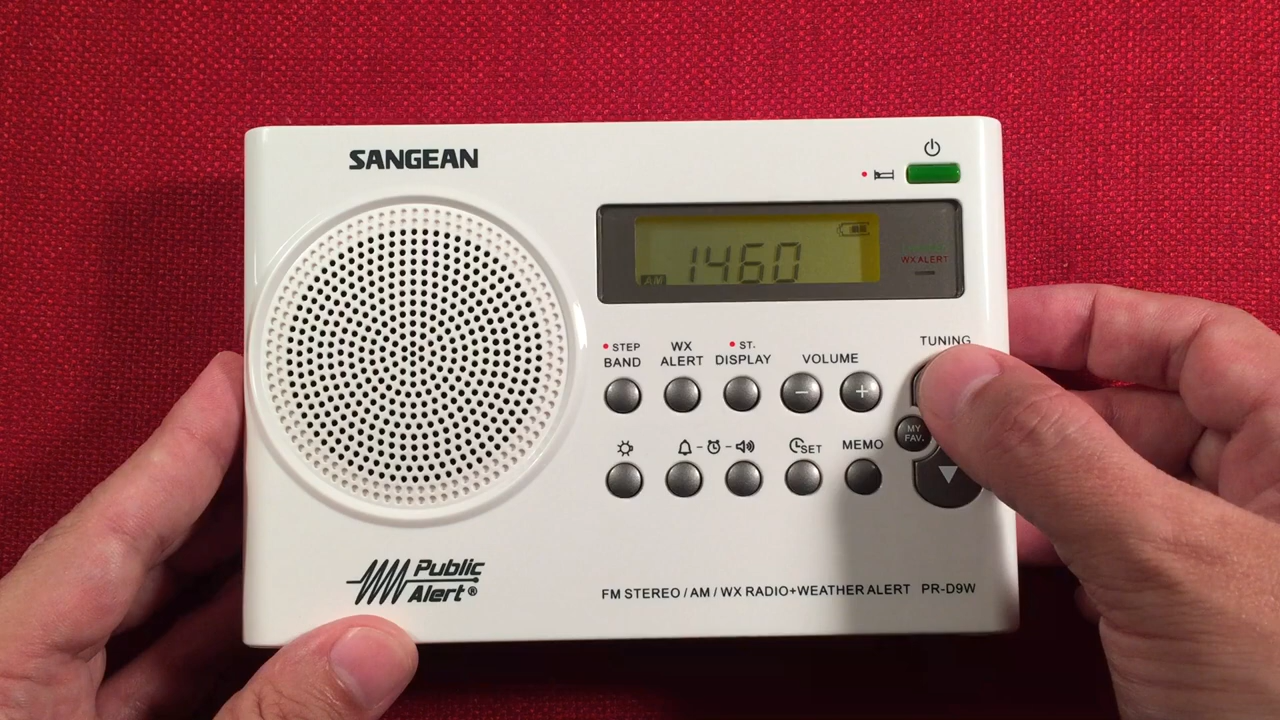 SANGEAN
1460
AM
WX ALERT
TUNING
STEP
BAND
WX
ALERT
ST.
DISPLAY
VOLUME
MY
FAV.
SET
MEMO
Public
Alert®
FM STEREO / AM / WX RADIO+WEATHER ALERT PR-D9W